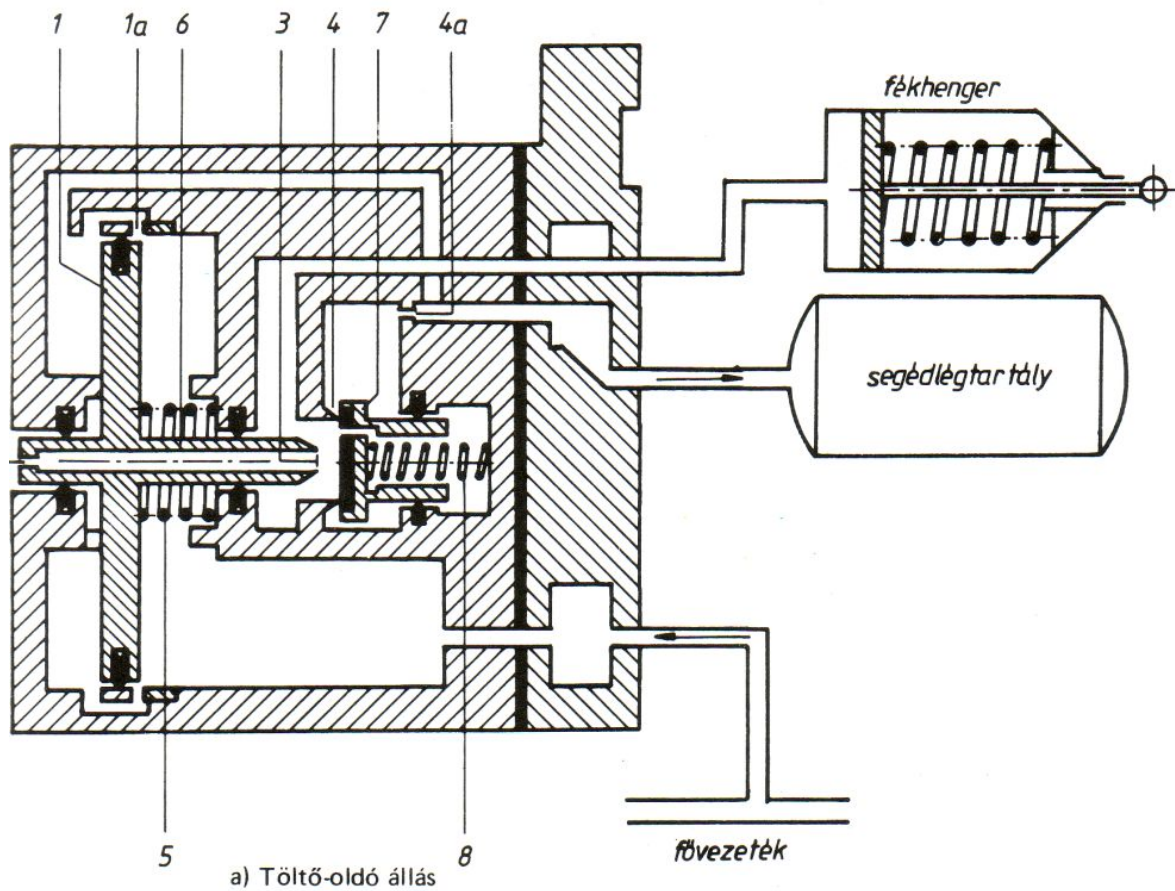 1 1a 6 3 4 7 4a
fékhenger
segédlégtartály
fővezeték
5 8
a) Töltő-oldó állás